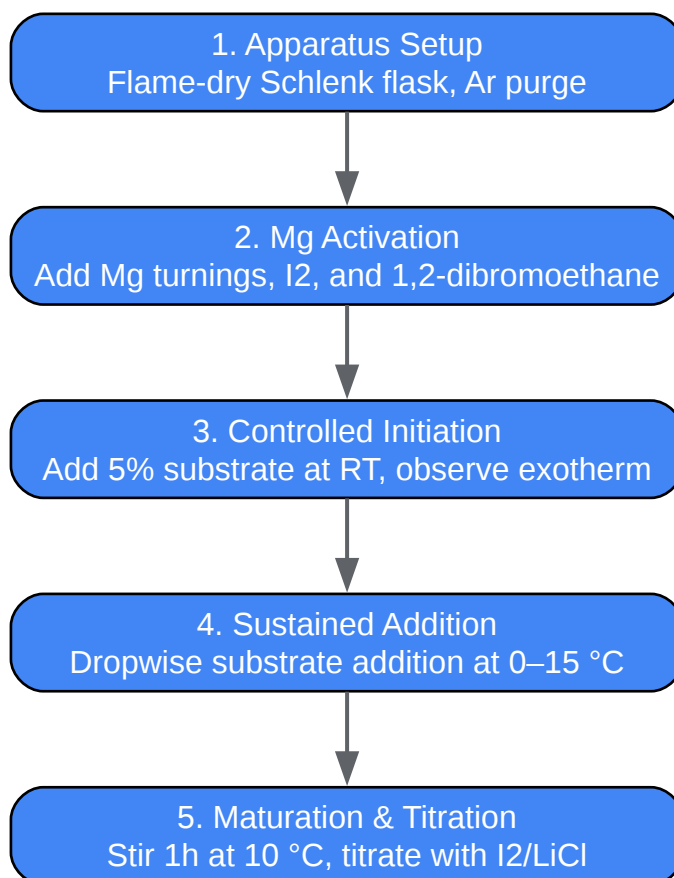 1. Apparatus Setup
Flame-dry Schlenk flask, Ar purge
2. Mg Activation
Add Mg turnings, I2, and 1,2-dibromoethane
3. Controlled Initiation
Add 5% substrate at RT, observe exotherm
4. Sustained Addition
Dropwise substrate addition at 0–15 °C
5. Maturation & Titration
Stir 1h at 10 °C, titrate with I2/LiCl